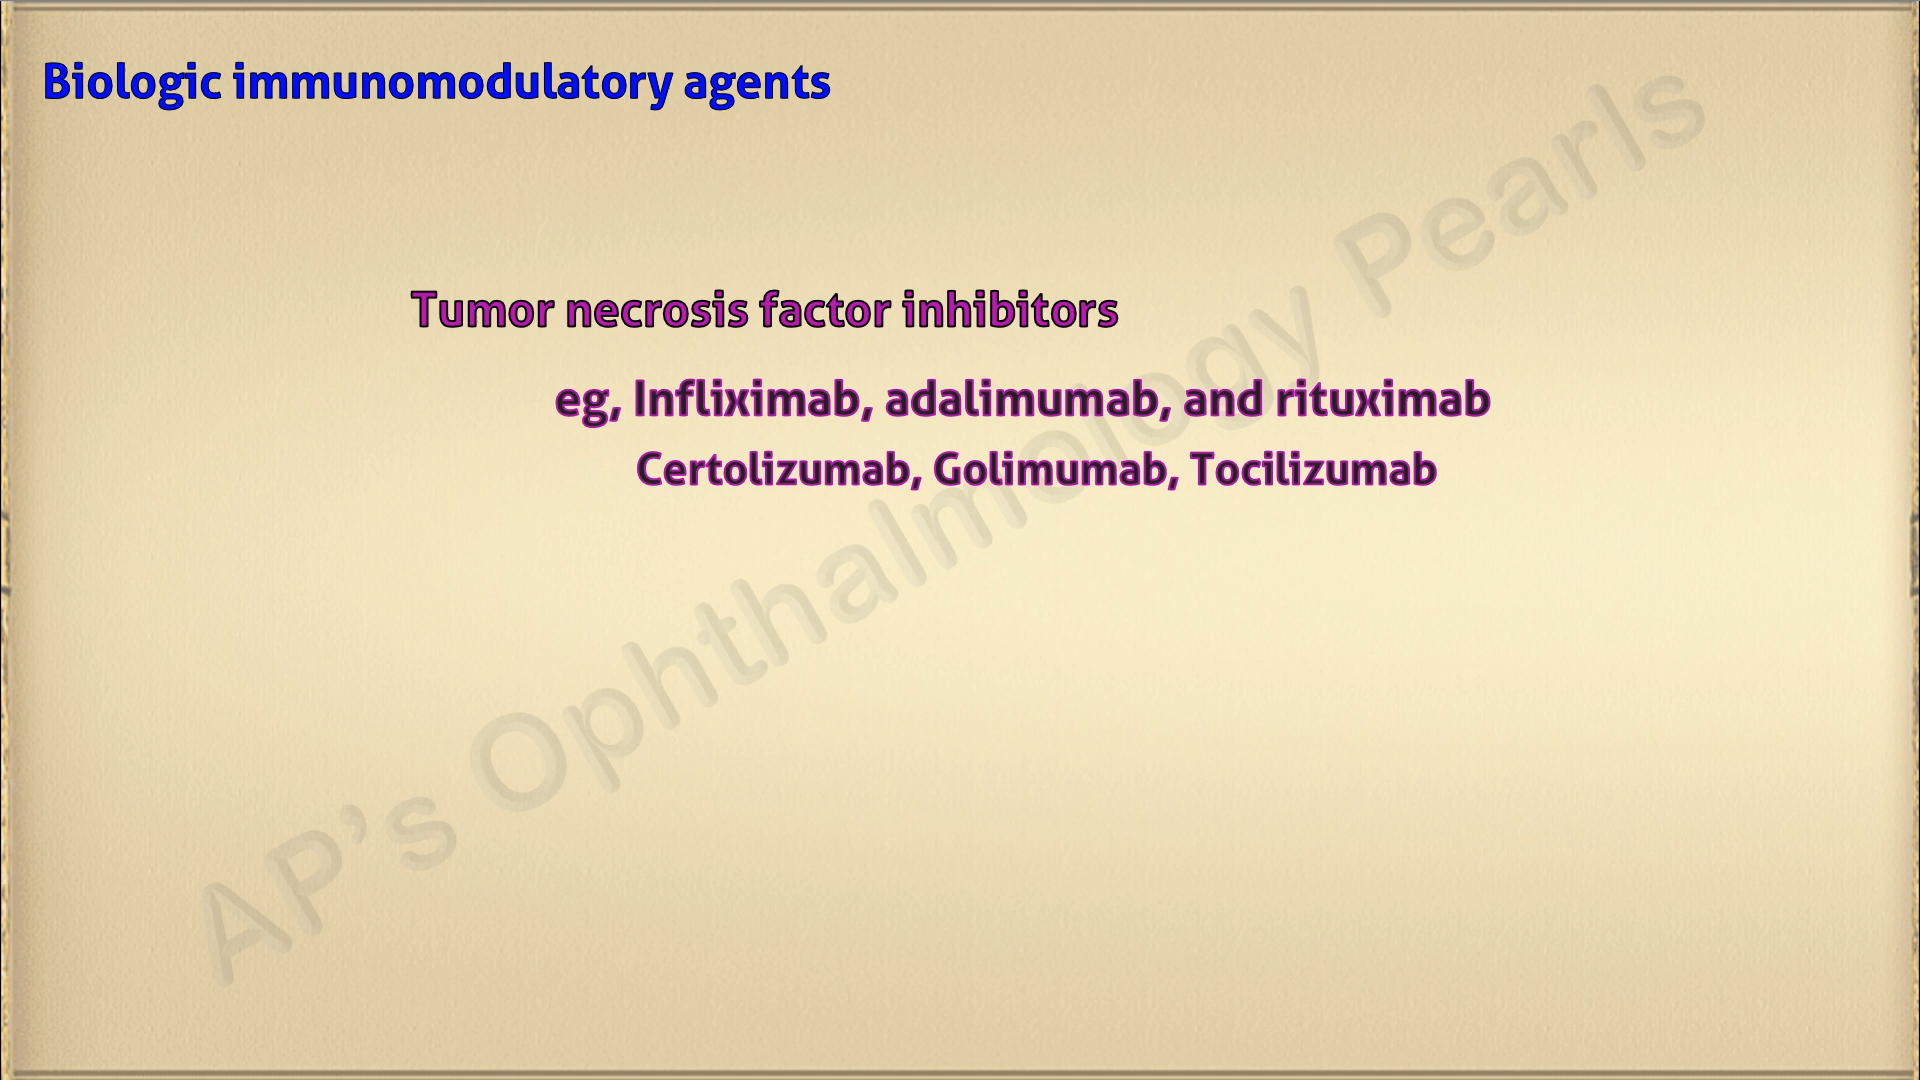 Biologic immunomodulatory agents
Tumor necrosis factor inhibitors
eg, Infliximab, adalimumab, and rituximab
Certolizumab, Golimumab, Tocilizumab
AP's Ophthalmology Pearls